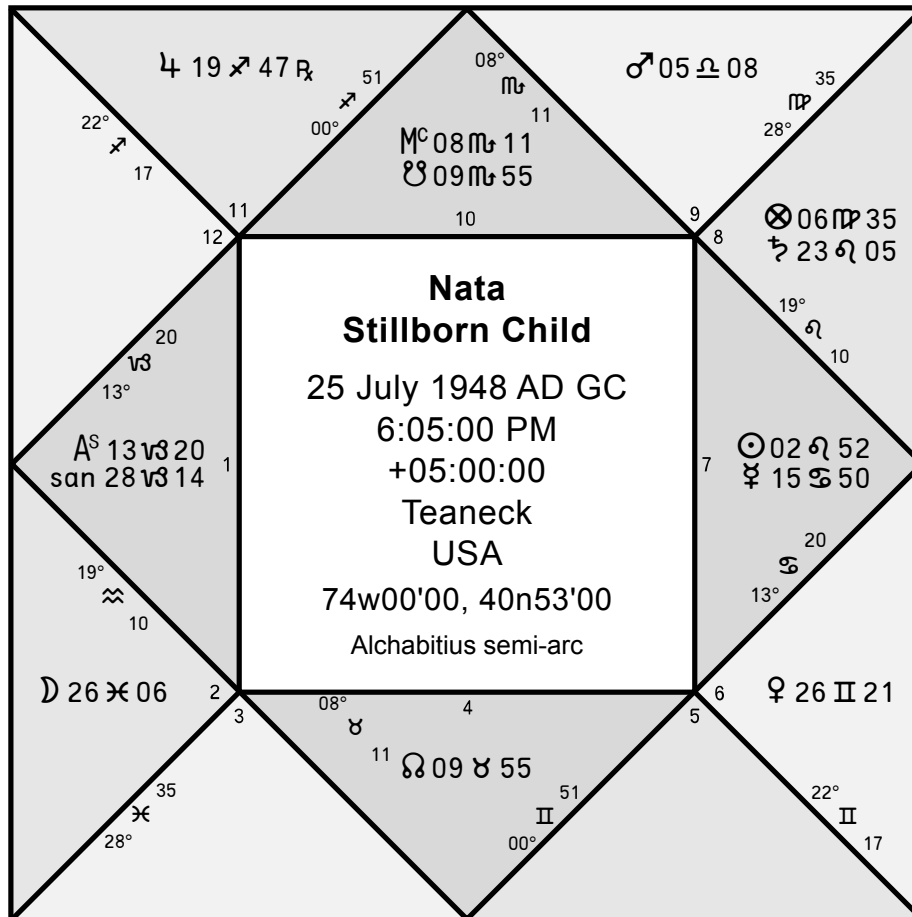 ♃ 19 ♐ 47 ℞
51
♐
00°
08°
♏
11
M͏ᶜ 08 ♏ 11
☋ 09 ♏ 55
♂ 05 ♎ 08
35
♍
28°
22°
♐
17
11
12
10
9
8
⊗ 06 ♍ 35
♄ 23 ♌ 05
Nata
Stillborn Child
25 July 1948 AD GC
6:05:00 PM
+05:00:00
Teaneck
USA
74w00'00, 40n53'00
Alchabitius semi-arc
20
♑
13°
Aˢ 13 ♑ 20
san 28 ♑ 14
1
19°
♌
10
7
☉ 02 ♌ 52
☿ 15 ♋ 50
20
♋
13°
19°
♒
10
☽ 26 ♓ 06
2
3
35
♓
28°
08°
♉
11
4
☊ 09 ♉ 55
51
♊
00°
6
5
♀ 26 ♊ 21
22°
♊
17